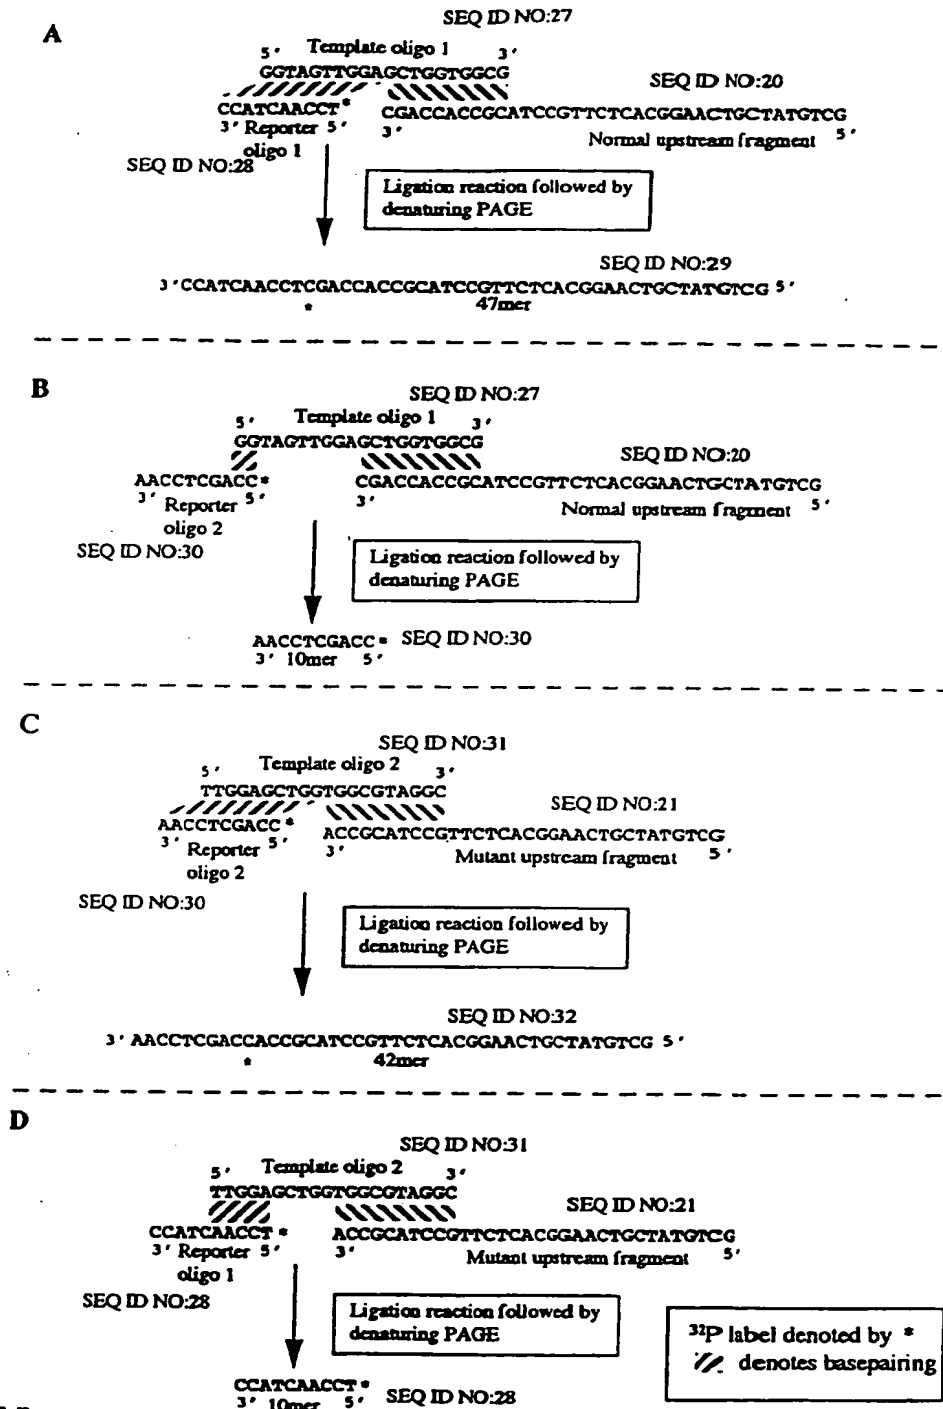 A
SEQ ID NO:27
5' Template oligo 1 3'
GGTAGTTGGAGCTGGTGGCG
SEQ ID NO:20
CCATCAACCT* CGACCACCGCATCCGTTCTCACGGAACTGCTATGTCG
3' Reporter 5' 3' Normal upstream fragment 5'
oligo 1
SEQ ID NO:28
Ligation reaction followed by
denaturing PAGE
SEQ ID NO:29
3'CCATCAACCTCGACCACCGCATCCGTTCTCACGGAACTGCTATGTCG 5'
* 47mer
B
SEQ ID NO:27
5' Template oligo 1 3'
GGTAGTTGGAGCTGGTGGCG
SEQ ID NO:20
AACCTCGACC* CGACCACCGCATCCGTTCTCACGGAACTGCTATGTCG
3' Reporter 5' 3' Normal upstream fragment 5'
oligo 2
SEQ ID NO:30
Ligation reaction followed by
denaturing PAGE
AACCTCGACC* SEQ ID NO:30
3' 10mer 5'
C
SEQ ID NO:31
5' Template oligo 2 3'
TTGGAGCTGGTGGCGTAGGC
SEQ ID NO:21
AACCTCGACC* ACCGCATCCGTTCTCACGGAACTGCTATGTCG
3' Reporter 5' 3' Mutant upstream fragment 5'
oligo 2
SEQ ID NO:30
Ligation reaction followed by
denaturing PAGE
SEQ ID NO:32
3' AACCTCGACCACCGCATCCGTTCTCACGGAACTGCTATGTCG 5'
* 42mer
D
SEQ ID NO:31
5' Template oligo 2 3'
TTGGAGCTGGTGGCGTAGGC
SEQ ID NO:21
CCATCAACCT* ACCGCATCCGTTCTCACGGAACTGCTATGTCG
3' Reporter 5' 3' Mutant upstream fragment 5'
oligo 1
SEQ ID NO:28
Ligation reaction followed by
denaturing PAGE
³²P label denoted by *
denotes basepairing
CCATCAACCT* SEQ ID NO:28
3' 10mer 5'